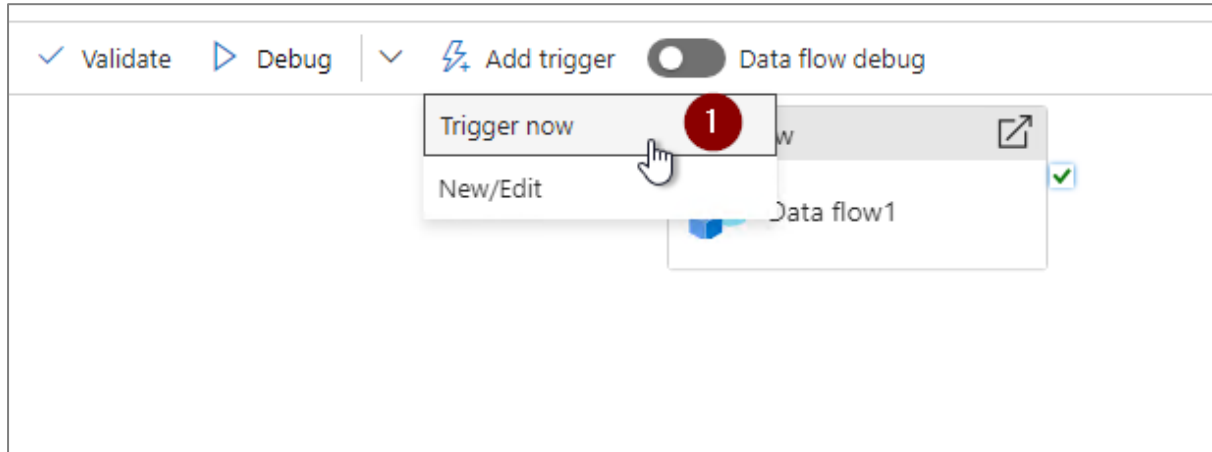 Validate Debug Add trigger Data flow debug
Trigger now 1
w
New/Edit
Data flow1